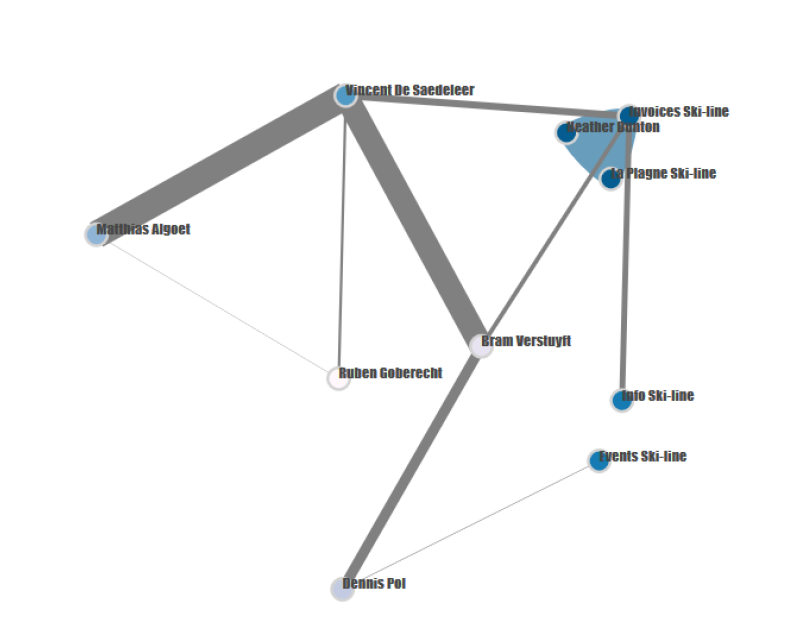 Vincent De Saedeleer
Invoices Ski-line
Heather Dunton
La Plagne Ski-line
Matthias Algoet
Bram Verstuyft
Ruben Goberecht
Info Ski-line
Events Ski-line
Dennis Pol